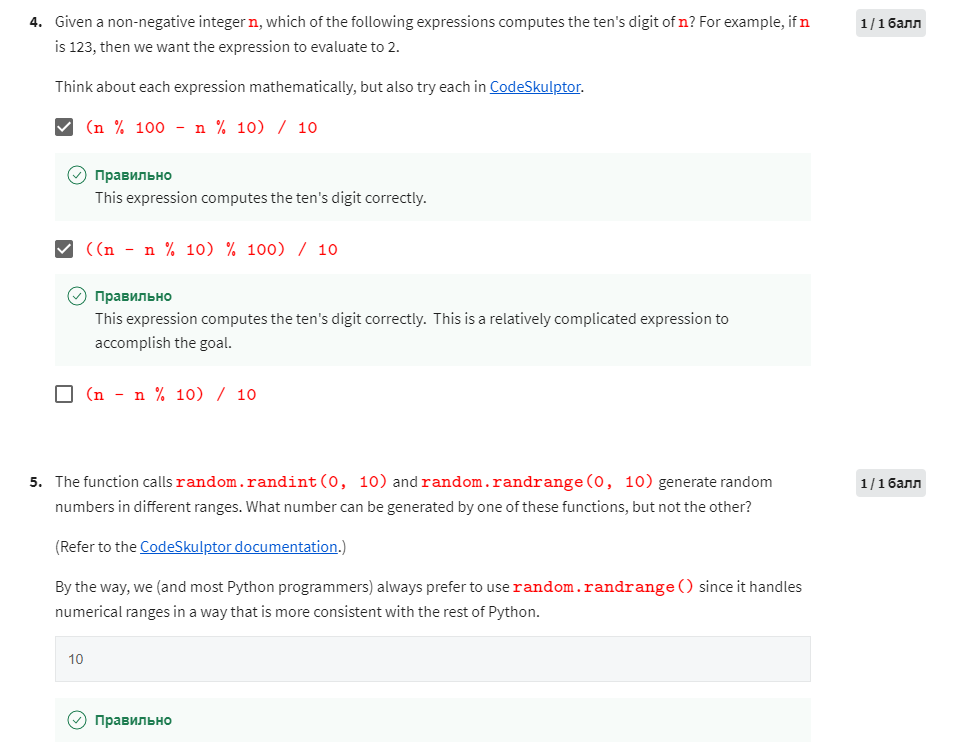 4. Given a non-negative integer n, which of the following expressions computes the ten's digit of n? For example, if n
1 / 1 балл
is 123, then we want the expression to evaluate to 2.
Think about each expression mathematically, but also try each in CodeSkulptor.
(n % 100 - n % 10) / 10
Правильно
This expression computes the ten's digit correctly.
((n - n % 10) % 100) / 10
Правильно
This expression computes the ten's digit correctly. This is a relatively complicated expression to
accomplish the goal.
(n - n % 10) / 10
5. The function calls random.randint(0, 10) and random.randrange(0, 10) generate random
1 / 1 балл
numbers in different ranges. What number can be generated by one of these functions, but not the other?
(Refer to the CodeSkulptor documentation.)
By the way, we (and most Python programmers) always prefer to use random.randrange() since it handles
numerical ranges in a way that is more consistent with the rest of Python.
10
Правильно